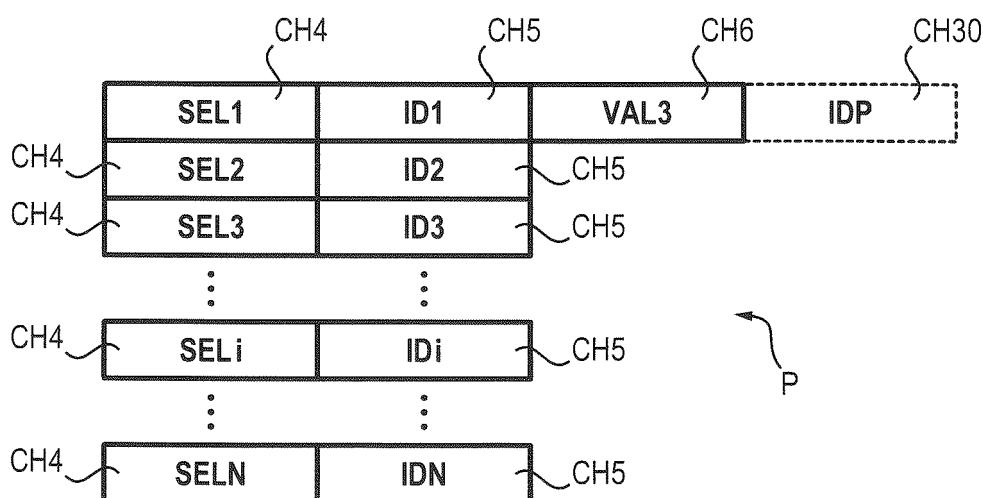 CH4 CH5 CH6 CH30
SEL1 ID1 VAL3 IDP
CH4 SEL2 ID2 CH5
CH4 SEL3 ID3 CH5
CH4 SELi IDi CH5
P
CH4 SELN IDN CH5